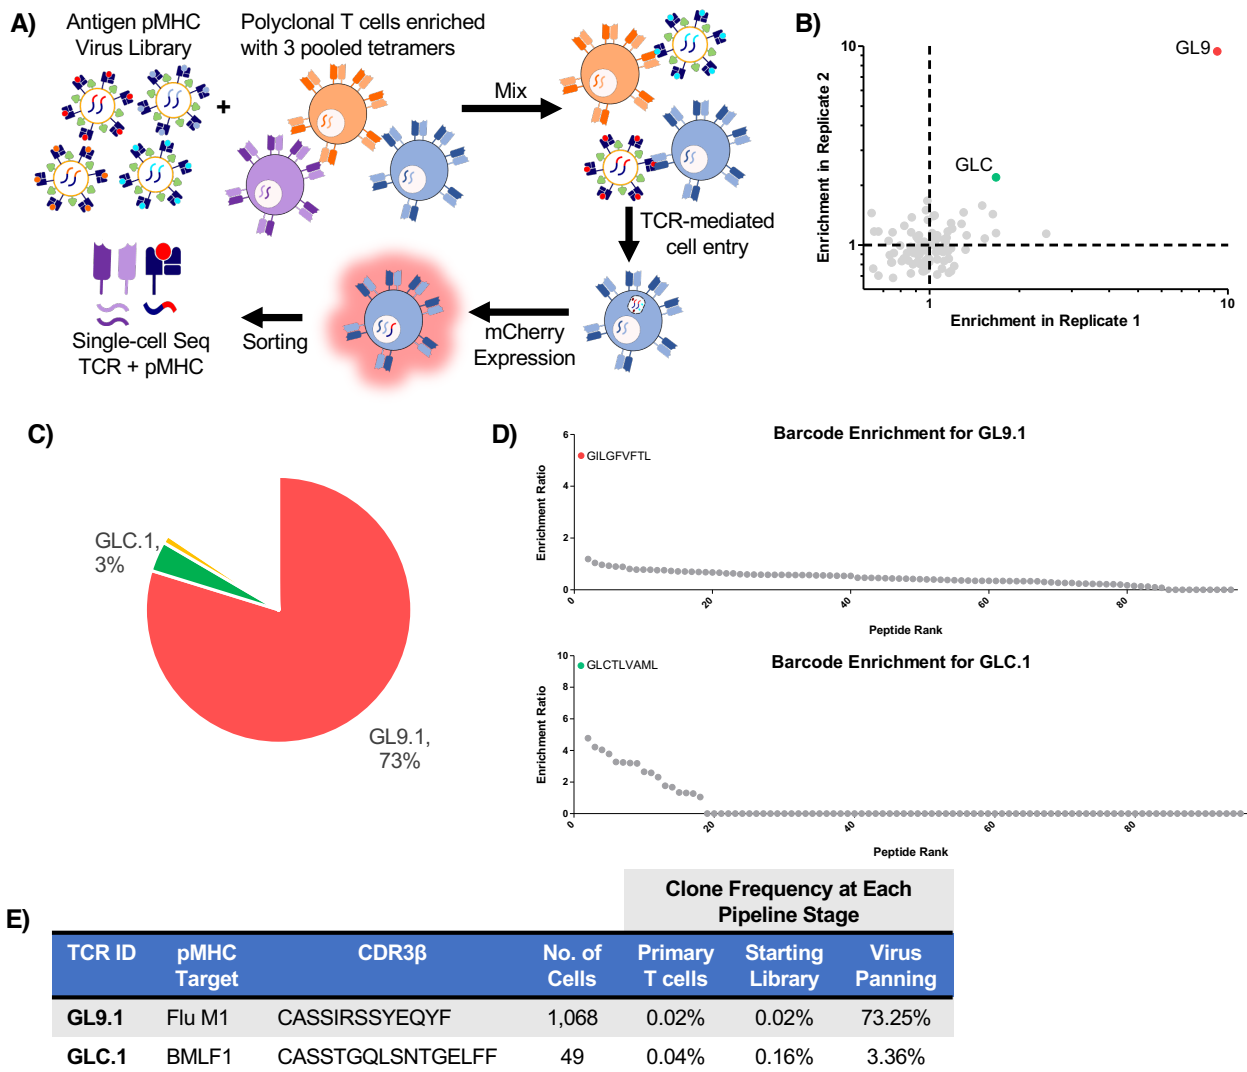 A)
Antigen pMHC
Virus Library
Polyclonal T cells enriched
with 3 pooled tetramers
+
Mix
TCR-mediated
cell entry
mCherry
Expression
Sorting
Single-cell Seq
TCR + pMHC
B)
Enrichment in Replicate 2
10
1
GL9
GLC
1
10
Enrichment in Replicate 1
C)
GLC.1,
3%
GL9.1,
73%
D)
Barcode Enrichment for GL9.1
Enrichment Ratio
6
4
2
0
GILGFVFTL
0
20
40
60
80
Peptide Rank
Barcode Enrichment for GLC.1
Enrichment Ratio
10
8
6
4
2
0
GLCTLVAML
0
20
40
60
80
Peptide Rank
E)
Clone Frequency at Each
Pipeline Stage
TCR ID pMHC Target CDR3β No. of Cells Primary T cells Starting Library Virus Panning
GL9.1 Flu M1 CASSIRSSYEQYF 1,068 0.02% 0.02% 73.25%
GLC.1 BMLF1 CASSTGQLSNTGELFF 49 0.04% 0.16% 3.36%